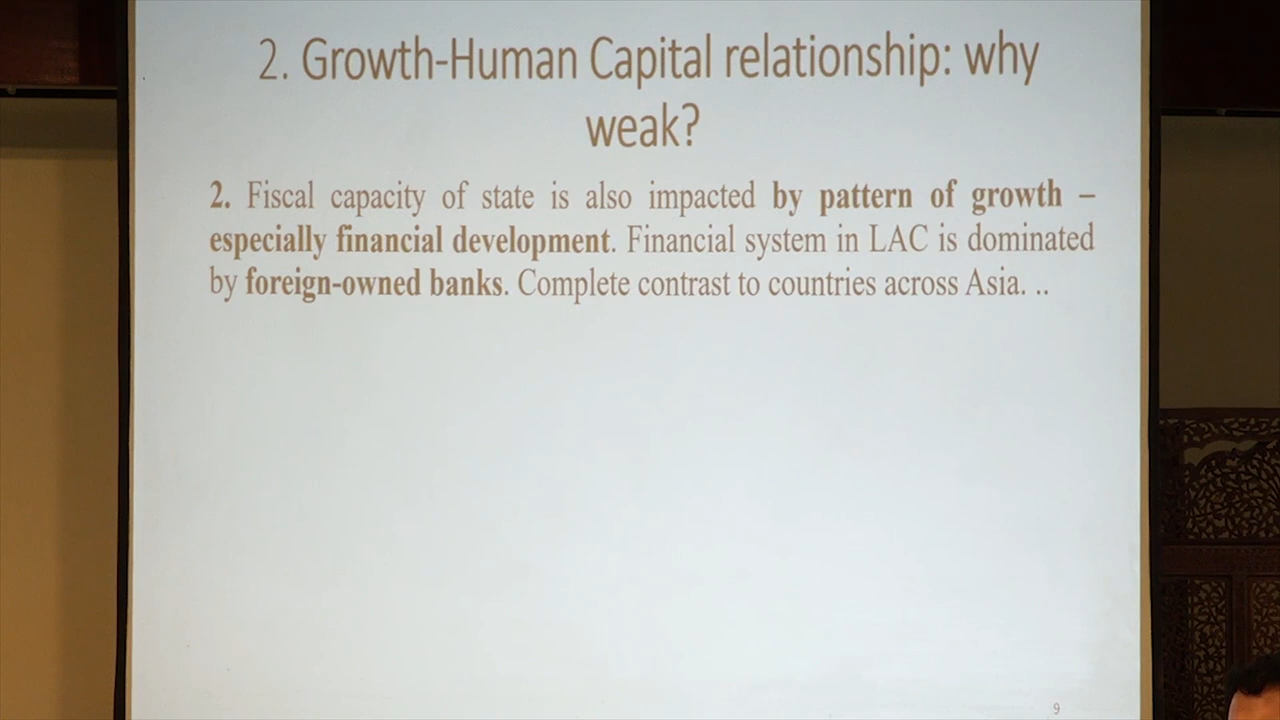 2. Growth-Human Capital relationship: why
weak?
2. Fiscal capacity of state is also impacted by pattern of growth –
especially financial development. Financial system in LAC is dominated
by foreign-owned banks. Complete contrast to countries across Asia. ..
9